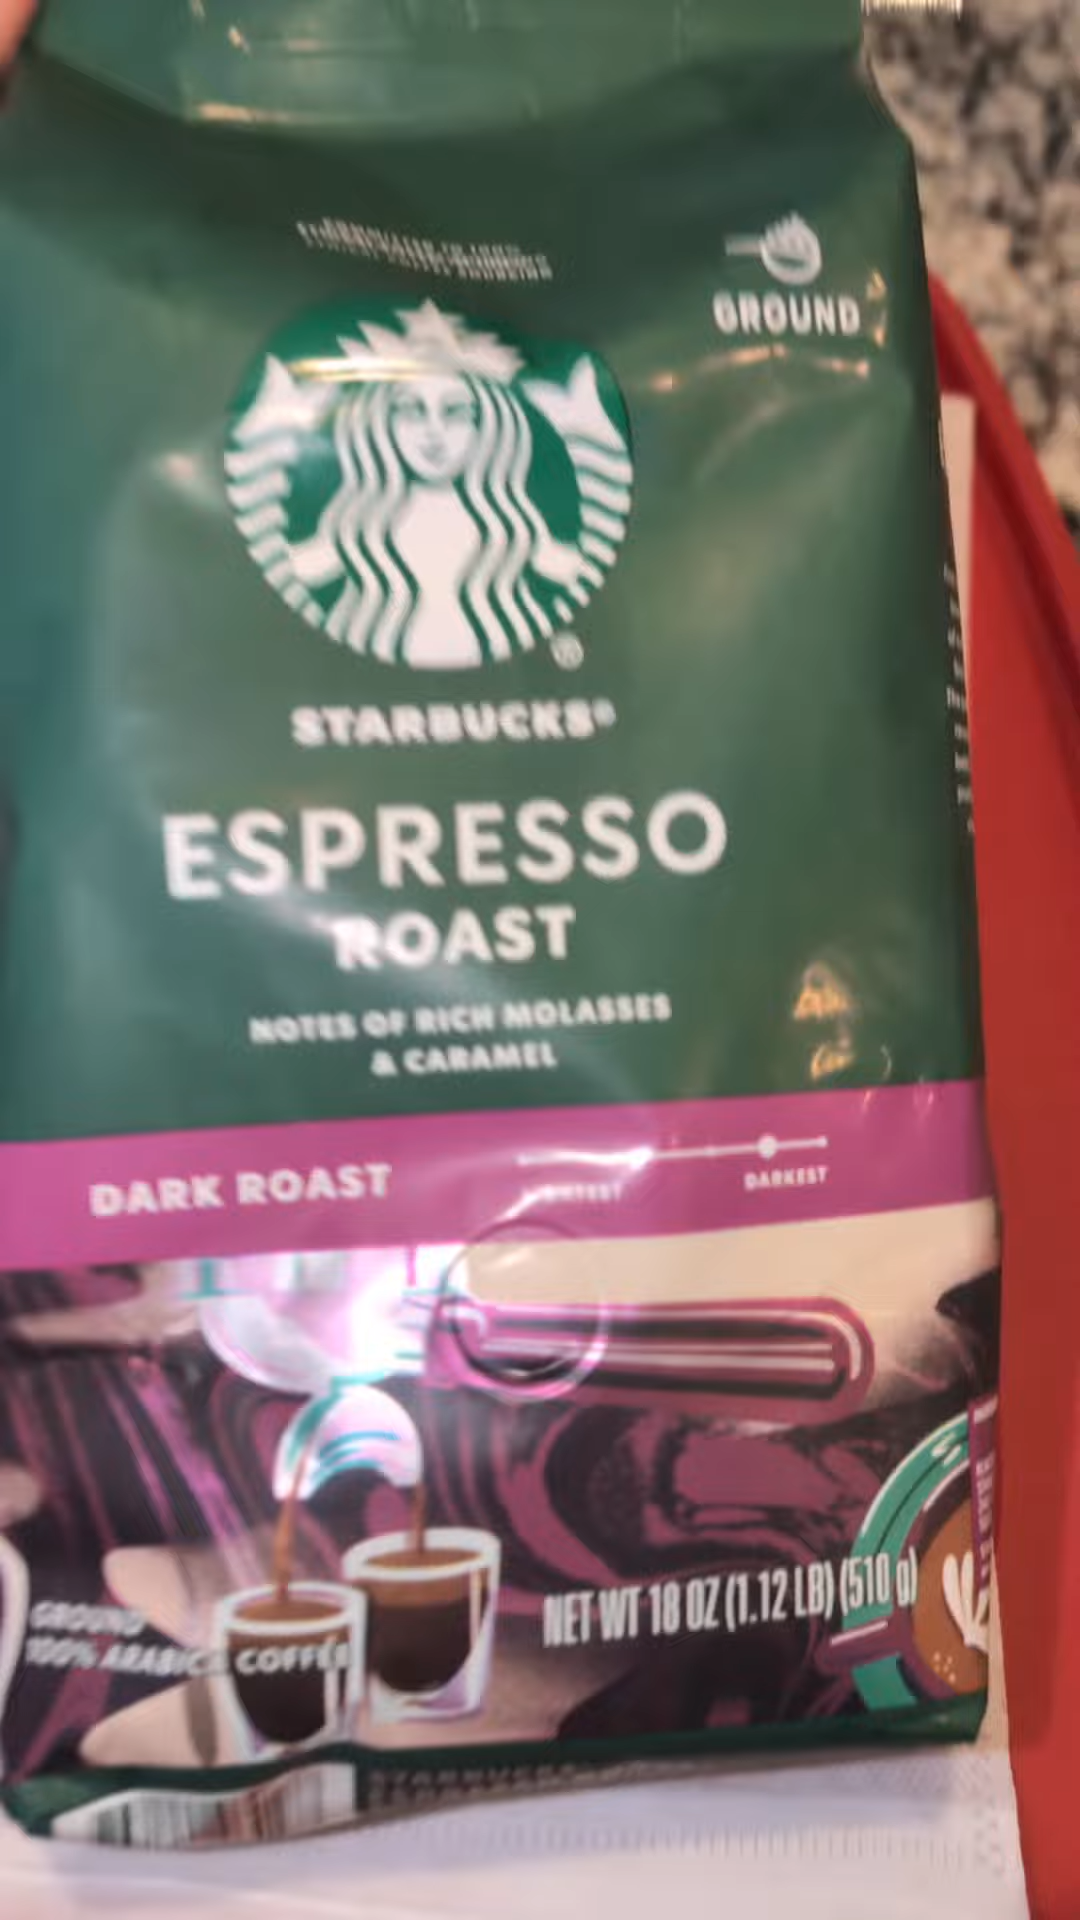 GROUND
STARBUCKS®
ESPRESSO
ROAST
NOTES OF RICH MOLASSES
& CARAMEL
DARK ROAST
DARKEST
NET WT 18 OZ (1.12 LB) (510 g)
GROUND
100% ARABICA COFFEE